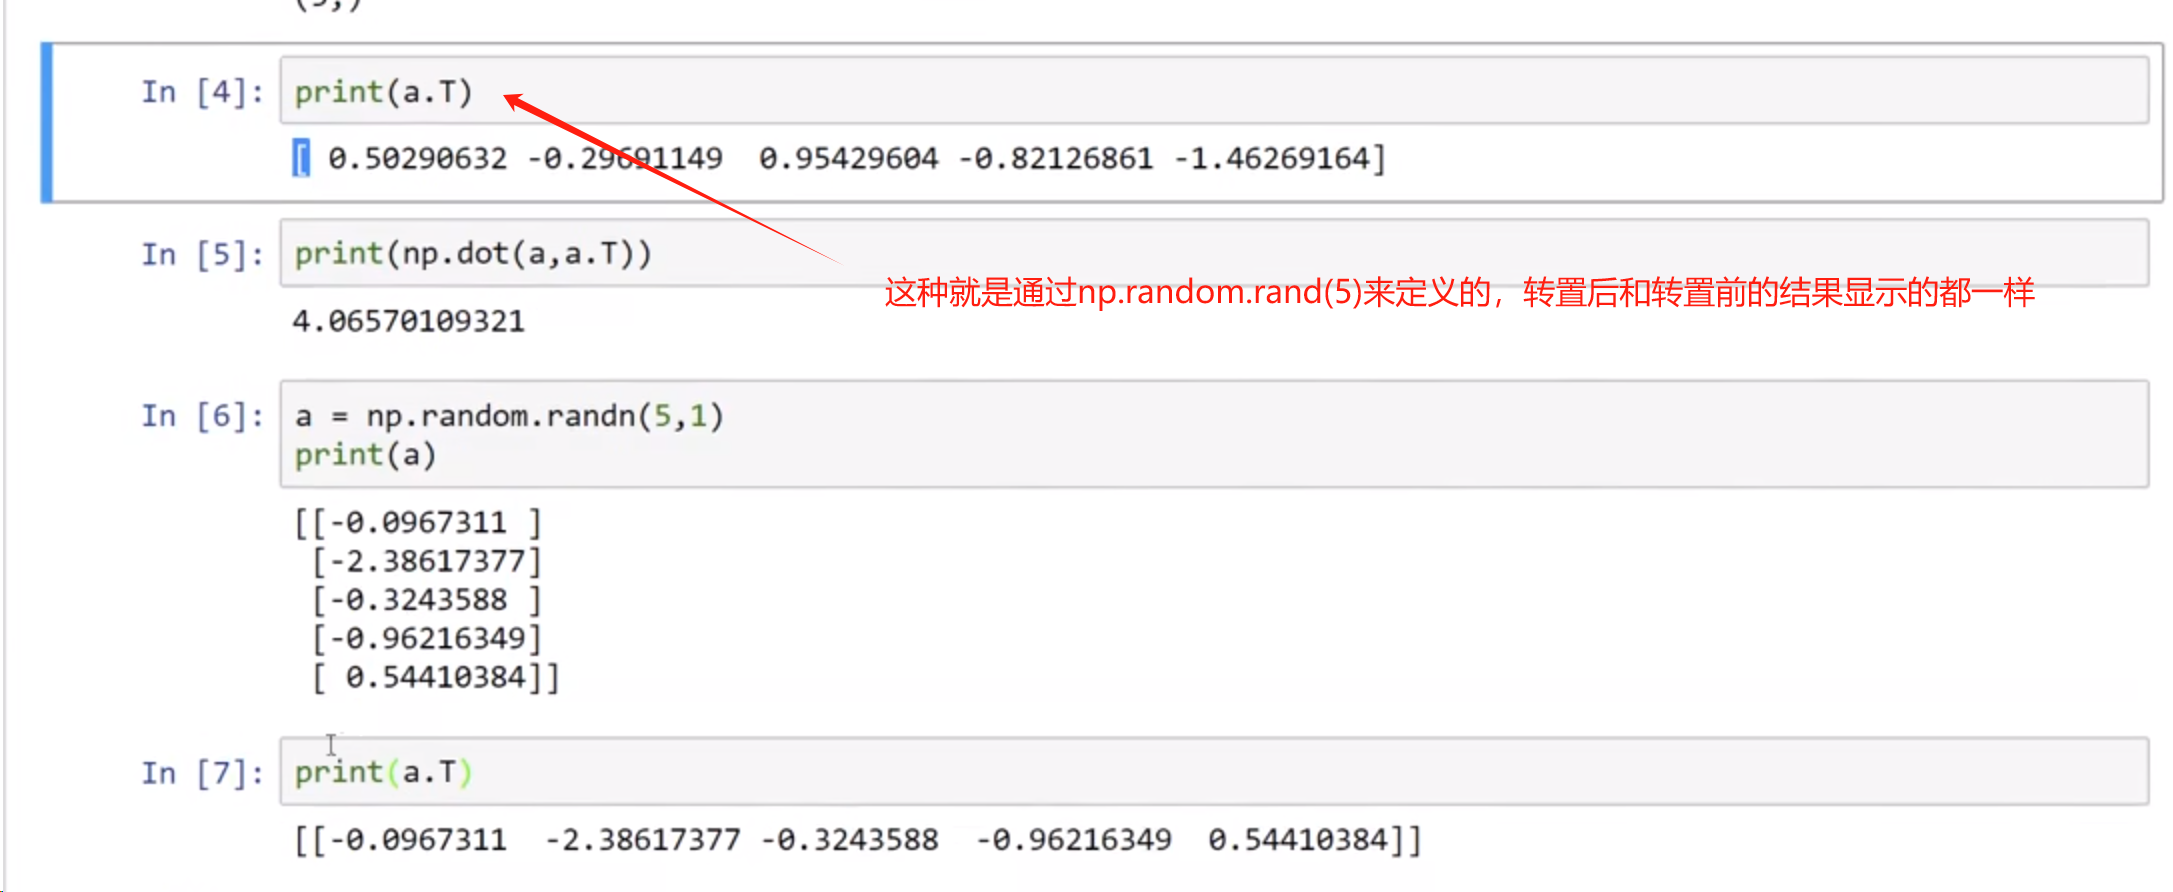 (5,)
In [4]: print(a.T)
[ 0.50290632 -0.29691149  0.95429604 -0.82126861 -1.46269164]
In [5]: print(np.dot(a,a.T))
这种就是通过np.random.rand(5)来定义的，转置后和转置前的结果显示的都一样
4.06570109321
In [6]: a = np.random.randn(5,1)
print(a)
[[-0.0967311 ]
[-2.38617377]
[-0.3243588 ]
[-0.96216349]
[ 0.54410384]]
In [7]: print(a.T)
[[-0.0967311  -2.38617377 -0.3243588  -0.96216349  0.54410384]]